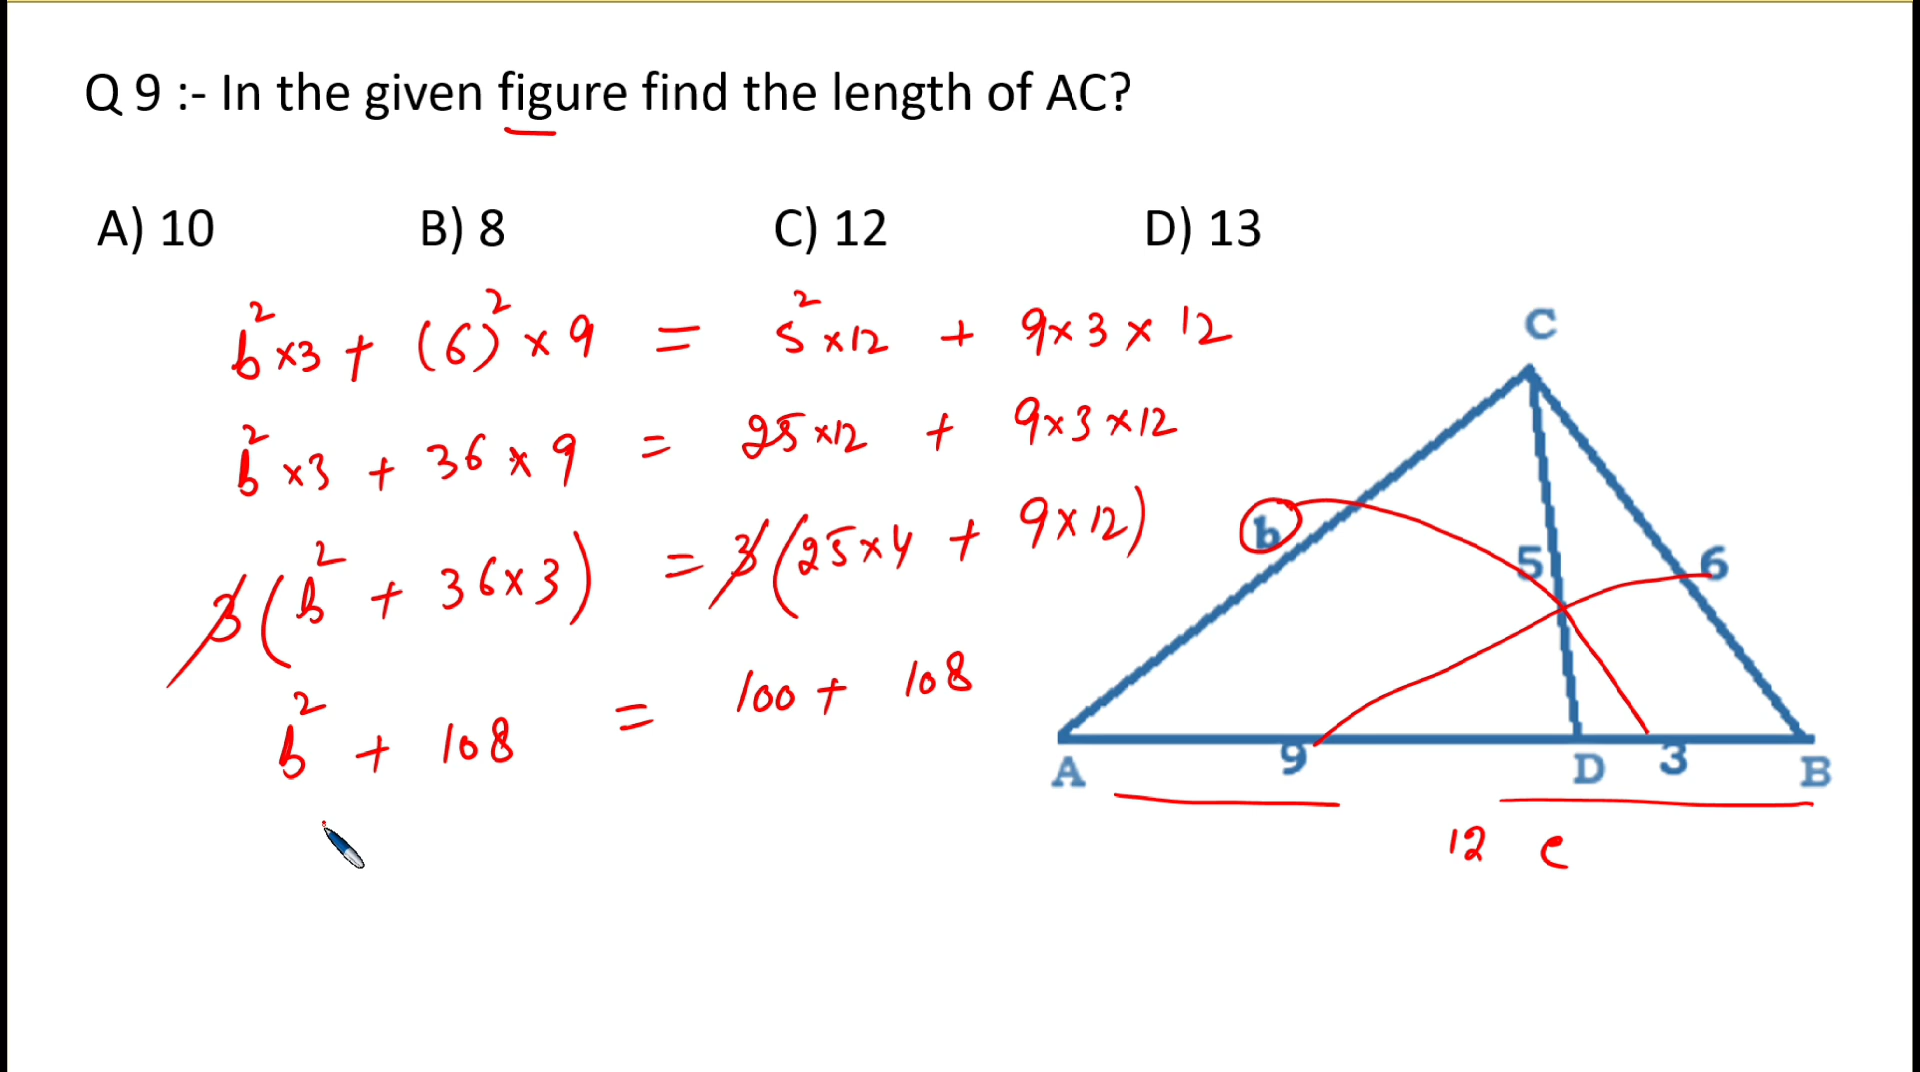 Q 9 :- In the given figure find the length of AC?
A) 10 B) 8 C) 12 D) 13
b² × 3 + (6)² × 9 = 5² × 12 + 9 × 3 × 12
b² × 3 + 36 × 9 = 25 × 12 + 9 × 3 × 12
3(b² + 36 × 3) = 3(25 × 4 + 9 × 12)
b² + 108 = 100 + 108
C
b
5
6
A
9
D
3
B
12 c